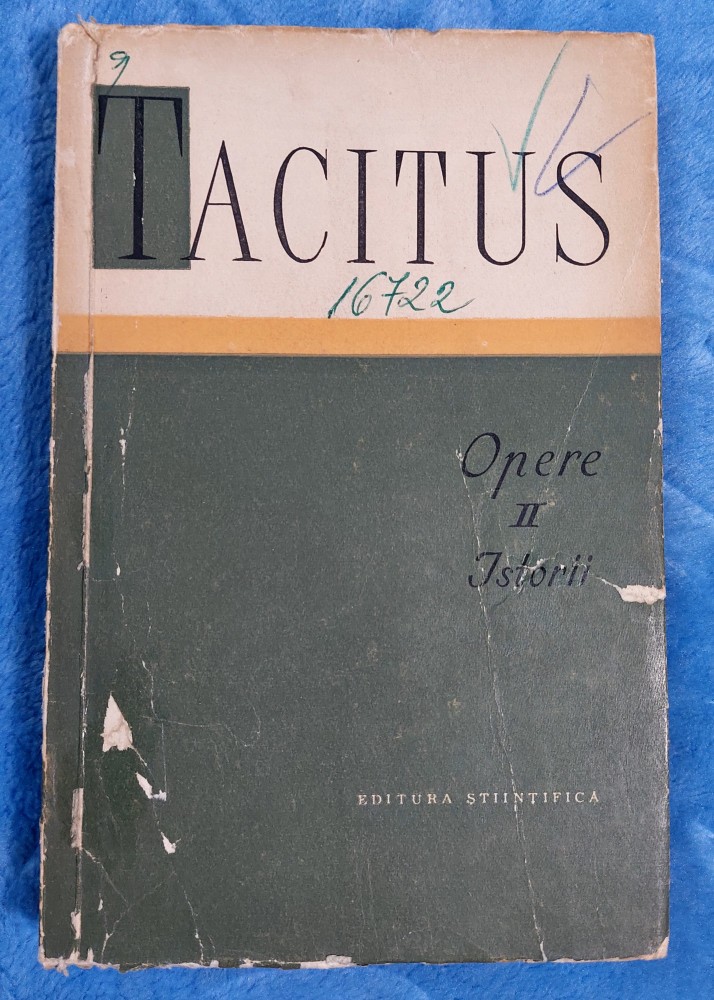 9
TACITUS
16722
Opere
II
Istorii
EDITURA ȘTIINȚIFICĂ